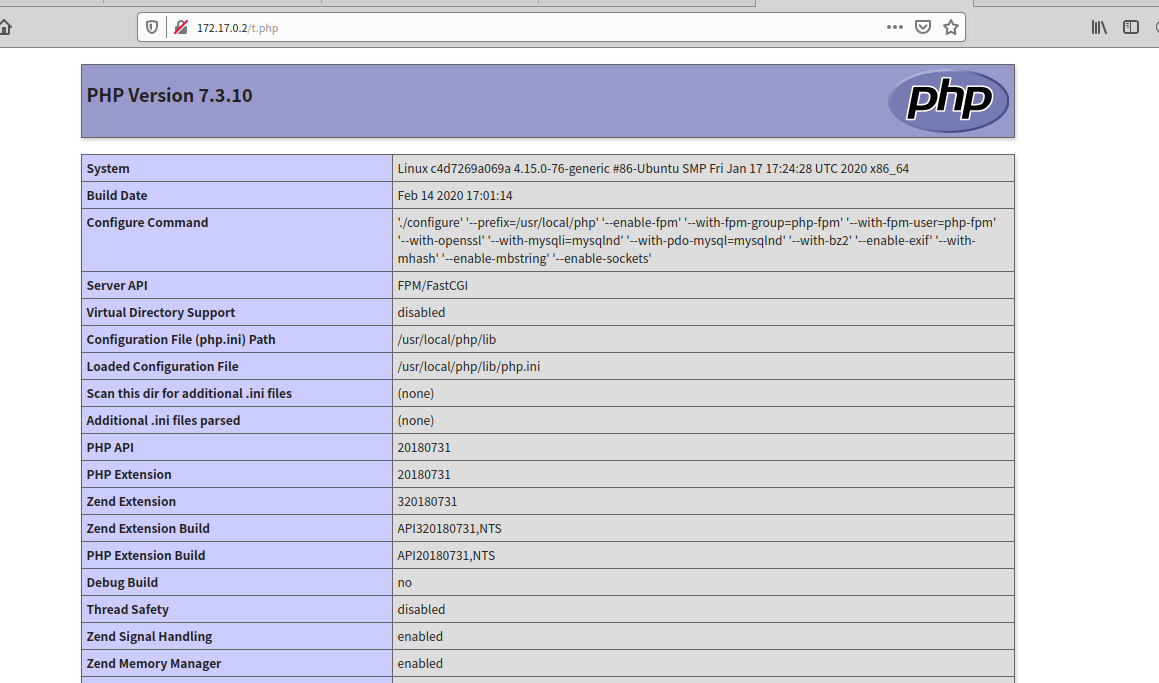 172.17.0.2/t.php
PHP Version 7.3.10
php
System Linux c4d7269a069a 4.15.0-76-generic #86-Ubuntu SMP Fri Jan 17 17:24:28 UTC 2020 x86_64
Build Date Feb 14 2020 17:01:14
Configure Command './configure' '--prefix=/usr/local/php' '--enable-fpm' '--with-fpm-group=php-fpm' '--with-fpm-user=php-fpm'
'--with-openssl' '--with-mysqli=mysqlnd' '--with-pdo-mysql=mysqlnd' '--with-bz2' '--enable-exif' '--with-
mhash' '--enable-mbstring' '--enable-sockets'
Server API FPM/FastCGI
Virtual Directory Support disabled
Configuration File (php.ini) Path /usr/local/php/lib
Loaded Configuration File /usr/local/php/lib/php.ini
Scan this dir for additional .ini files (none)
Additional .ini files parsed (none)
PHP API 20180731
PHP Extension 20180731
Zend Extension 320180731
Zend Extension Build API320180731,NTS
PHP Extension Build API20180731,NTS
Debug Build no
Thread Safety disabled
Zend Signal Handling enabled
Zend Memory Manager enabled